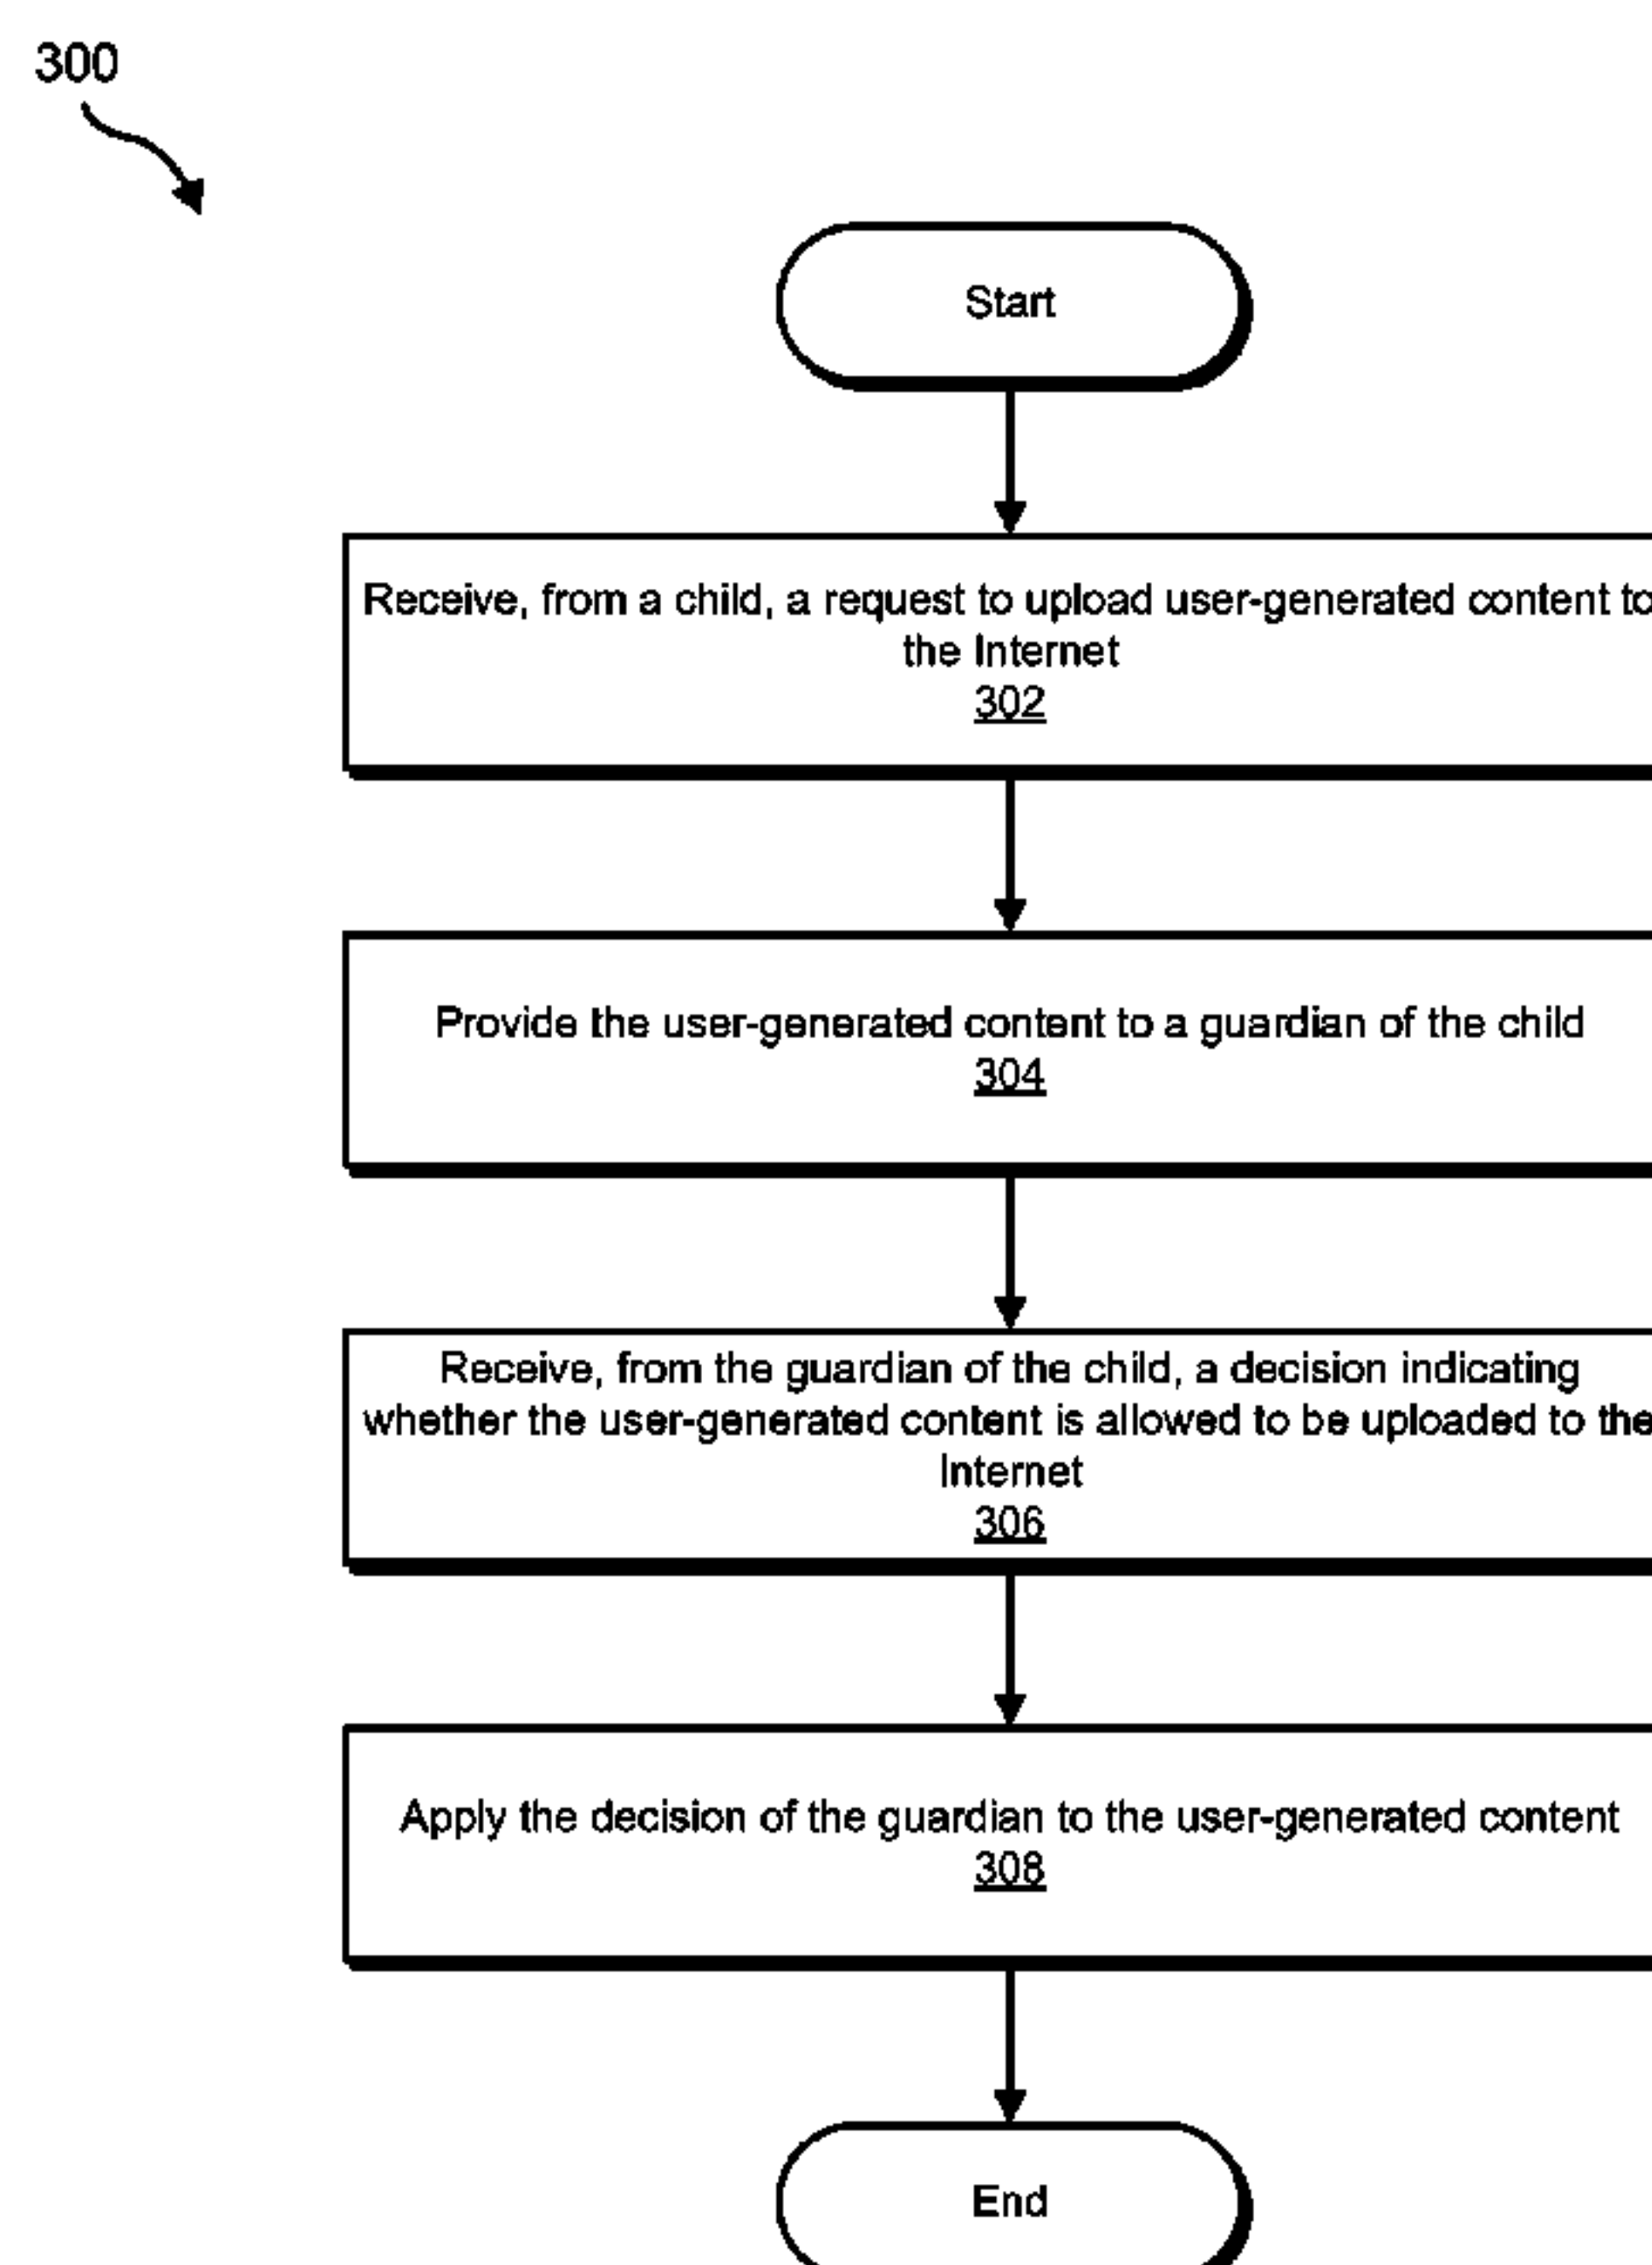 300
Start
Receive, from a child, a request to upload user-generated content to
the Internet
302
Provide the user-generated content to a guardian of the child
304
Receive, from the guardian of the child, a decision indicating
whether the user-generated content is allowed to be uploaded to the
Internet
306
Apply the decision of the guardian to the user-generated content
308
End